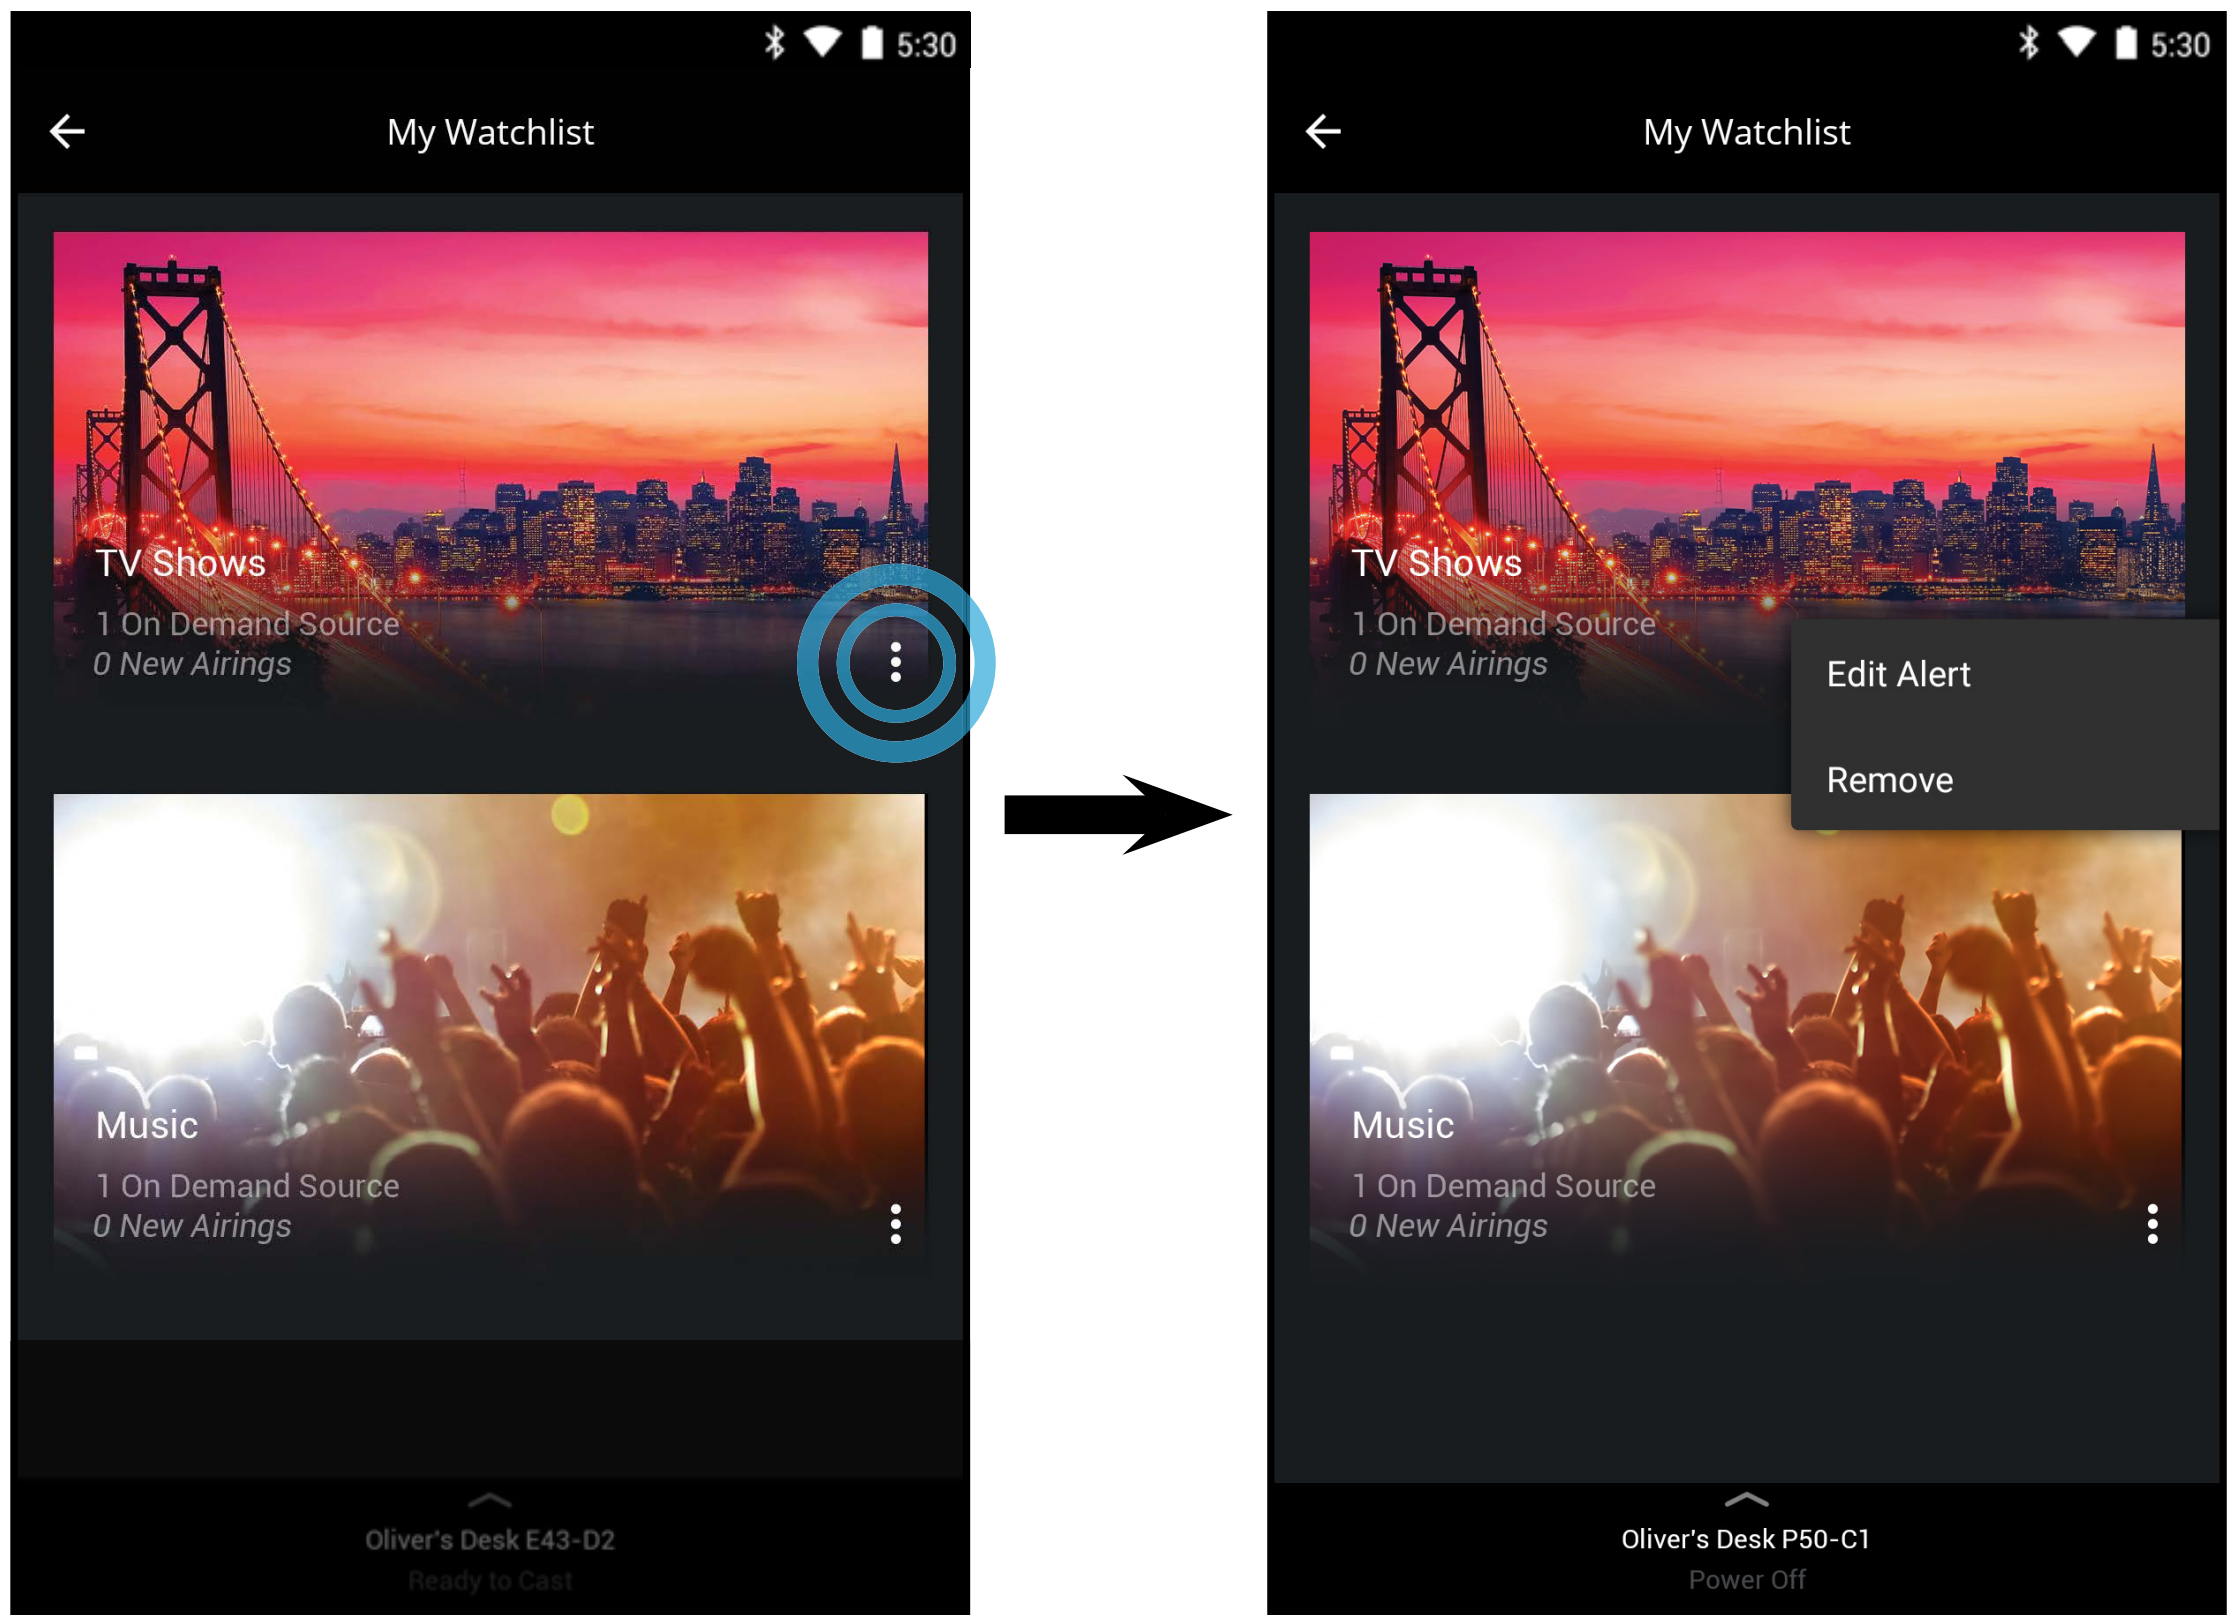 5:30
My Watchlist
TV Shows
1 On Demand Source
0 New Airings
Music
1 On Demand Source
0 New Airings
Oliver's Desk E43-D2
Ready to Cast
5:30
My Watchlist
TV Shows
1 On Demand Source
0 New Airings
Edit Alert
Remove
Music
1 On Demand Source
0 New Airings
Oliver's Desk P50-C1
Power Off